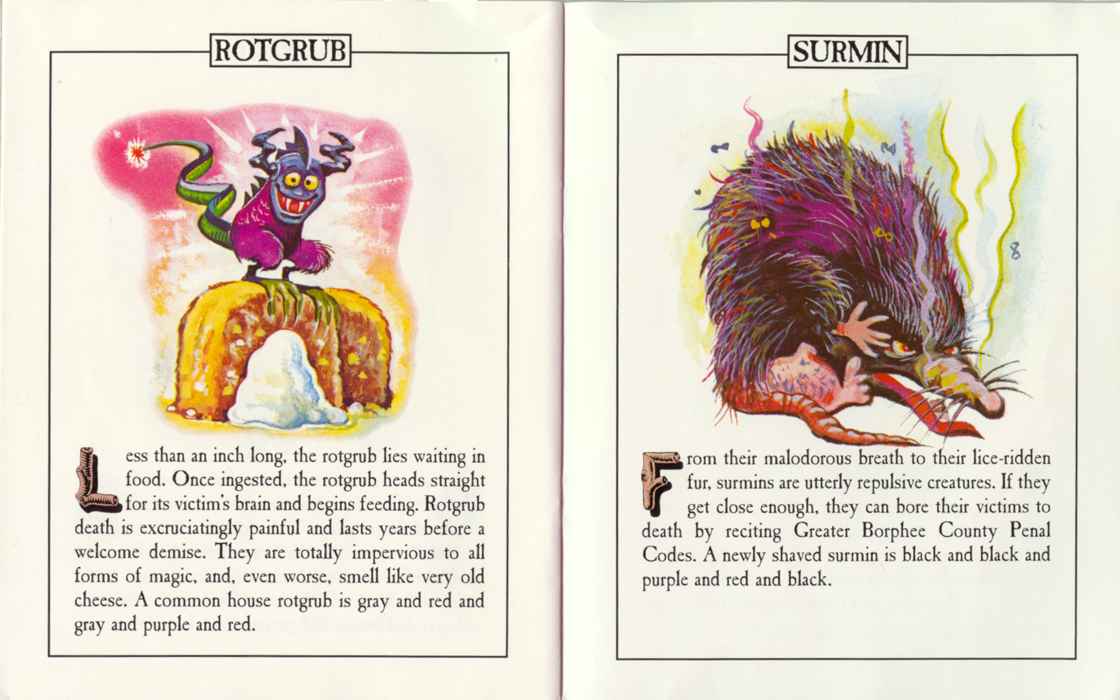 ROTGRUB
Less than an inch long, the rotgrub lies waiting in
food. Once ingested, the rotgrub heads straight
for its victim's brain and begins feeding. Rotgrub
death is excruciatingly painful and lasts years before a
welcome demise. They are totally impervious to all
forms of magic, and, even worse, smell like very old
cheese. A common house rotgrub is gray and red and
gray and purple and red.
SURMIN
From their malodorous breath to their lice-ridden
fur, surmins are utterly repulsive creatures. If they
get close enough, they can bore their victims to
death by reciting Greater Borphee County Penal
Codes. A newly shaved surmin is black and black and
purple and red and black.